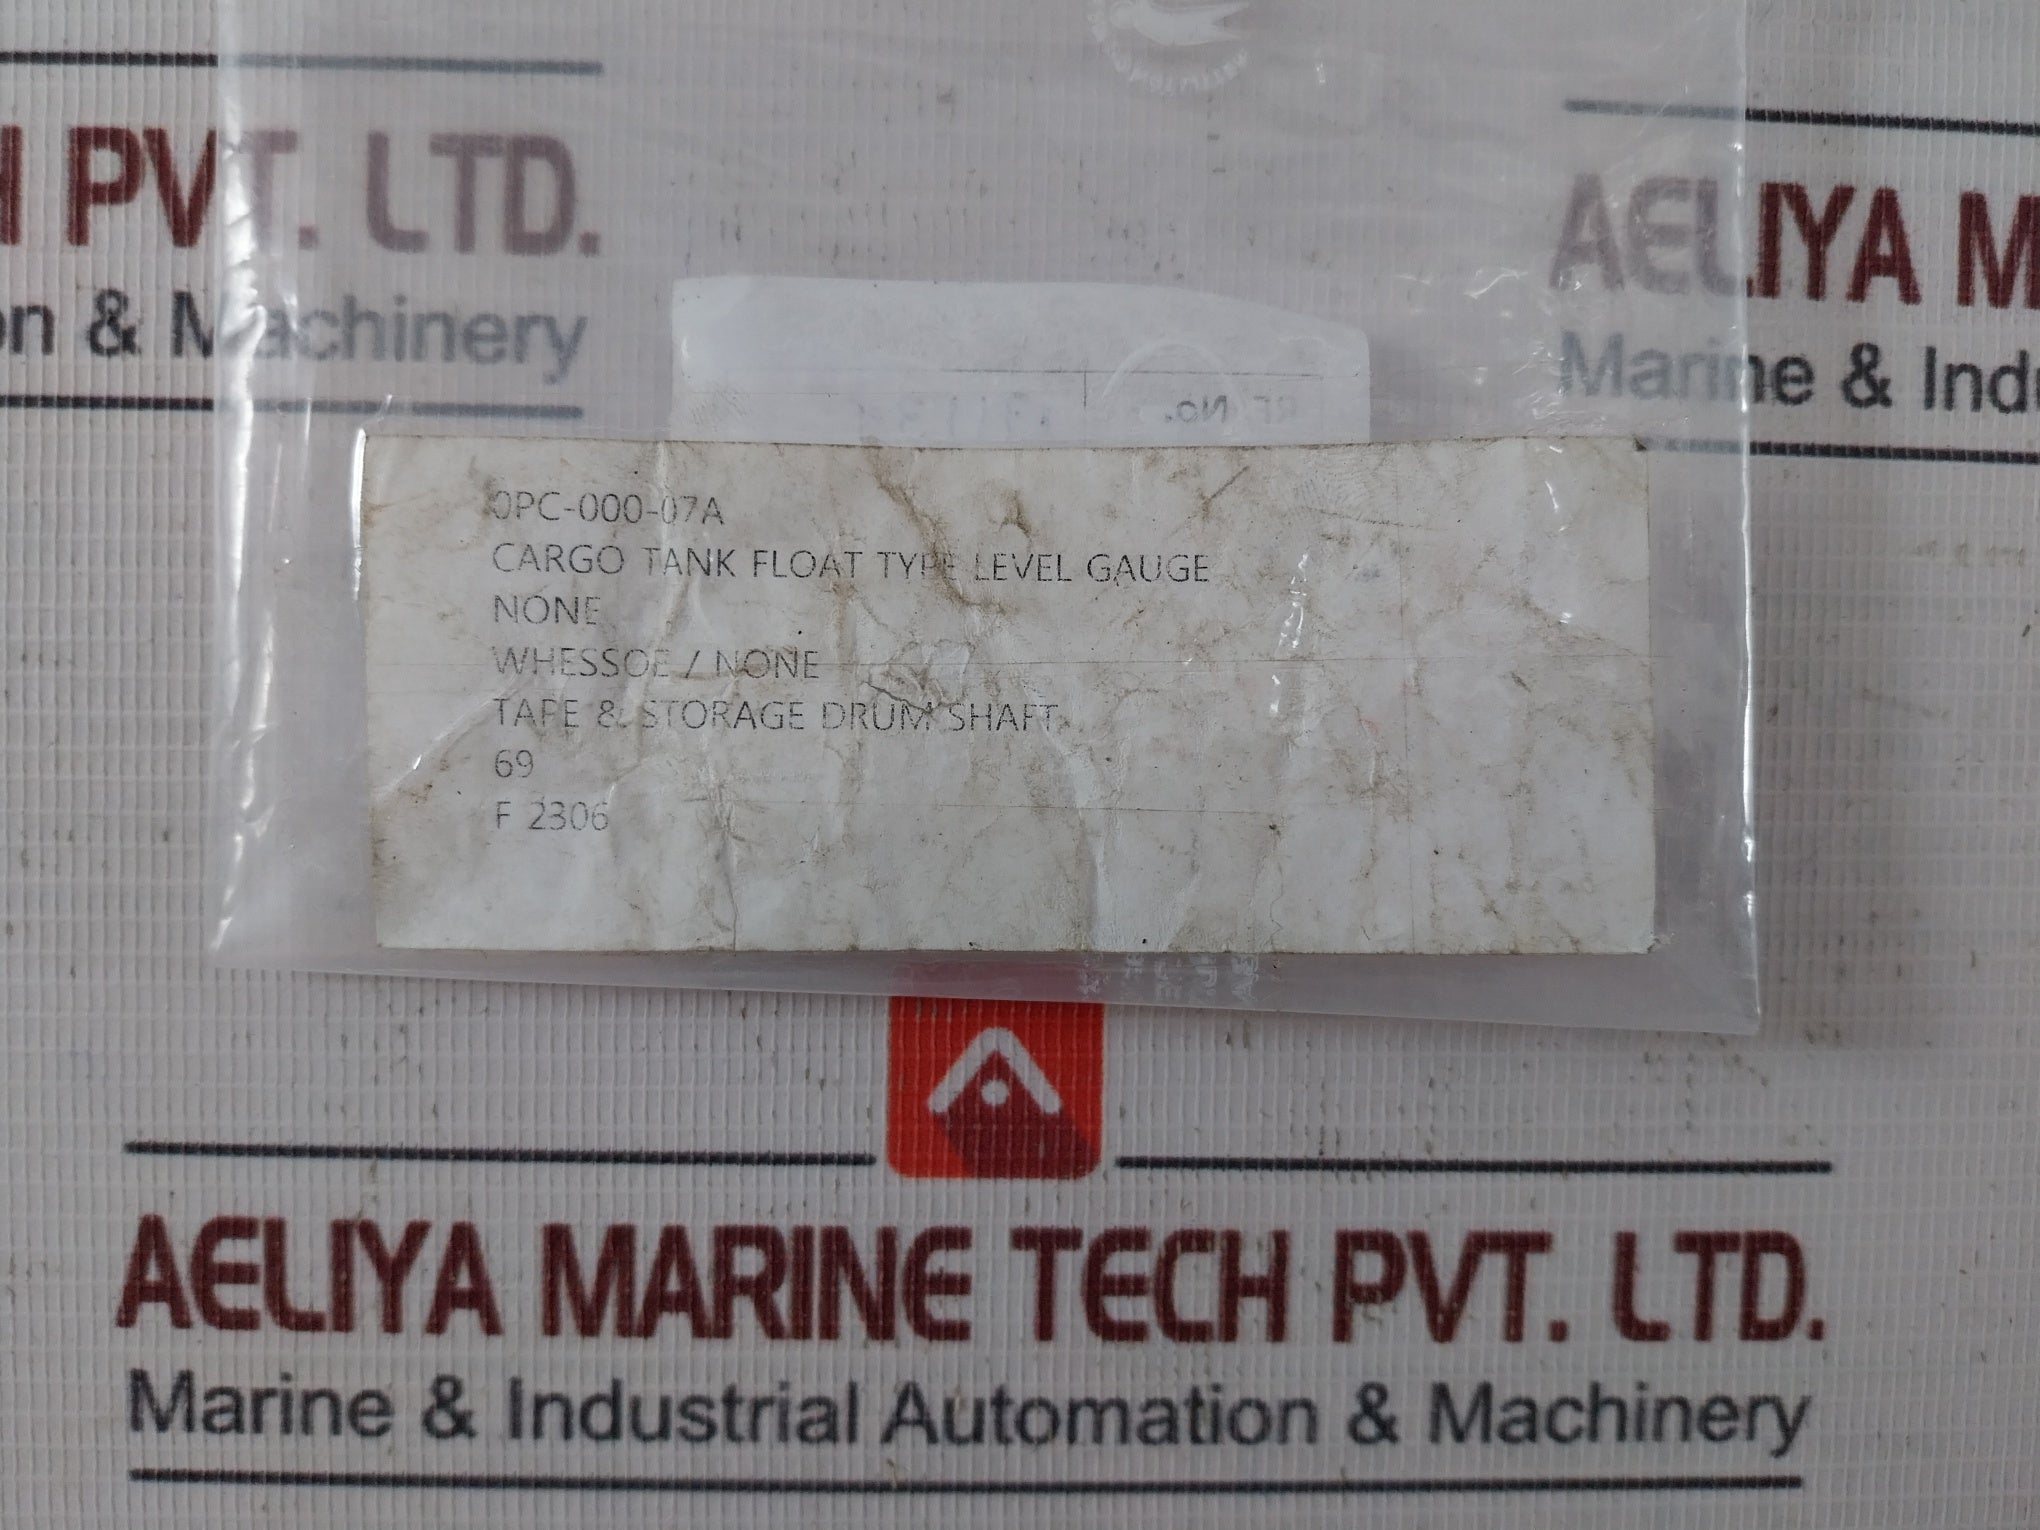 H PVT. LTD.
on & Machinery
AELIYA M
Marine & Indu
No.
0PC-000-07A
CARGO TANK FLOAT TYPE LEVEL GAUGE
NONE
WHESSOE / NONE
TAPE & STORAGE DRUM SHAFT
69
F 2306
AELIYA MARINE TECH PVT. LTD.
Marine & Industrial Automation & Machinery